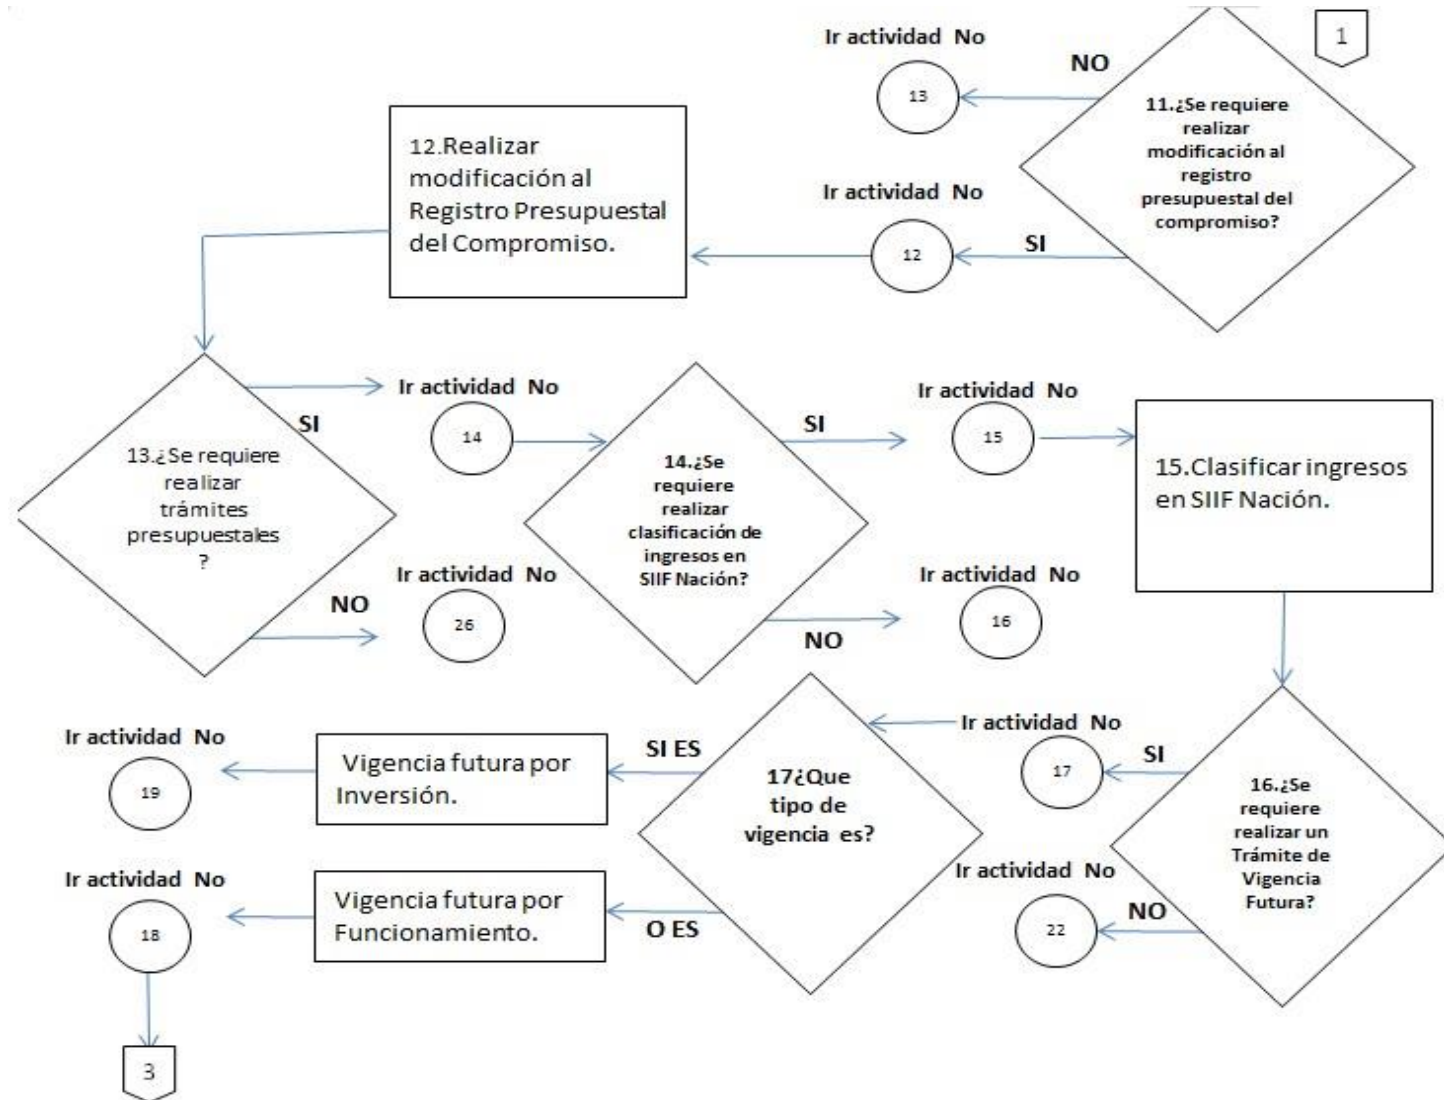 1
Ir actividad No
13
NO
11.¿Se requiere
realizar
modificación al
registro
presupuestal del
compromiso?
12.Realizar
modificación al
Registro Presupuestal
del Compromiso.
Ir actividad No
12
SI
13.¿Se requiere
realizar
trámites
presupuestales
?
SI
Ir actividad No
14
NO
Ir actividad No
26
14.¿Se
requiere
realizar
clasificación de
ingresos en
SIIF Nación?
SI
Ir actividad No
15
NO
Ir actividad No
16
15.Clasificar ingresos
en SIIF Nación.
16.¿Se
requiere
realizar un
Trámite de
Vigencia
Futura?
SI
Ir actividad No
17
NO
Ir actividad No
22
17¿Que
tipo de
vigencia es?
SI ES
Vigencia futura por
Inversión.
Ir actividad No
19
O ES
Vigencia futura por
Funcionamiento.
Ir actividad No
18
3